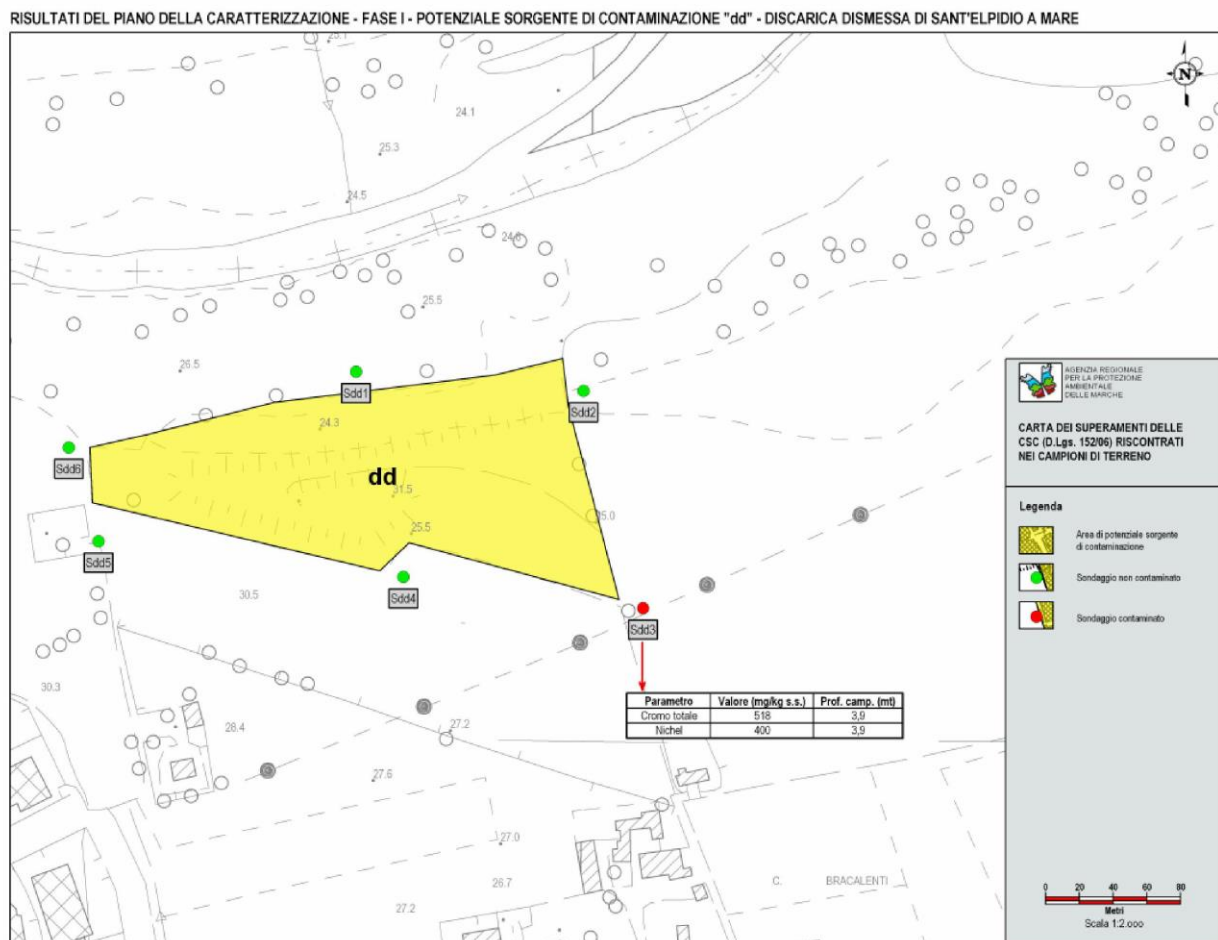 RISULTATI DEL PIANO DELLA CARATTERIZZAZIONE - FASE I - POTENZIALE SORGENTE DI CONTAMINAZIONE "dd" - DISCARICA DISMESSA DI SANT'ELPIDIO A MARE
25.1
N
24.1
25.3
24.5
24.6
25.5
26.5
Sdd1
Sdd2
24.3
Sdd6
dd
31.5
25.5
Sdd5
Sdd4
30.5
Sdd3
30.3
28.4
27.2
27.6
27.0
26.7
27.2
C. BRACALENTI
Parametro Valore (mg/kg s.s.) Prof. camp. (mt)
Cromo totale 518 3,9
Nichel 400 3,9
AGENZIA REGIONALE
PER LA PROTEZIONE
AMBIENTALE
DELLE MARCHE
CARTA DEI SUPERAMENTI DELLE
CSC (D.Lgs. 152/06) RISCONTRATI
NEI CAMPIONI DI TERRENO
Legenda
Area di potenziale sorgente
di contaminazione
Sondaggio non contaminato
Sondaggio contaminato
0 20 40 60 80
Metri
Scala 1:2.000